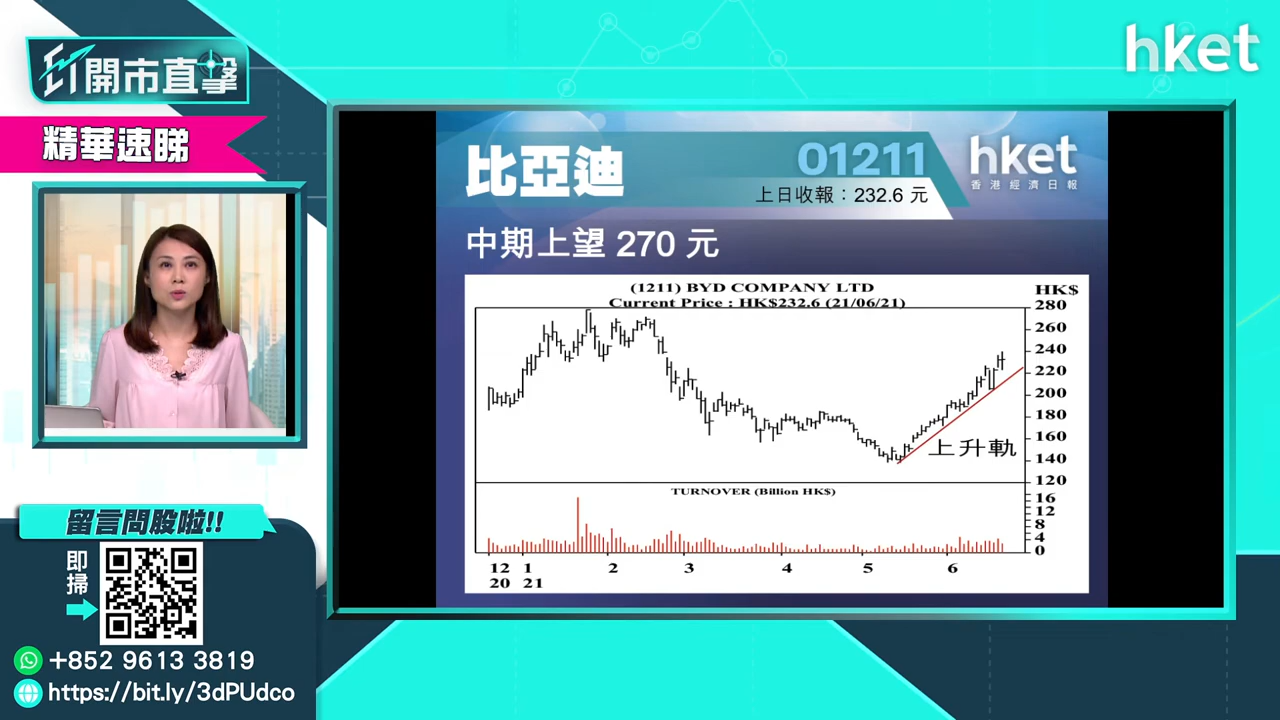 ET開市直擊
hket
精華速睇
比亞迪
01211
上日收報：232.6 元
hket
香港經濟日報
中期上望 270 元
(1211) BYD COMPANY LTD
Current Price : HK$232.6 (21/06/21)
HK$
280
260
240
220
200
180
160
140
120
上升軌
TURNOVER (Billion HK$)
16
12
8
4
0
12 1 2 3 4 5 6
20 21
留言問股啦!!
即掃
+852 9613 3819
https://bit.ly/3dPUdco